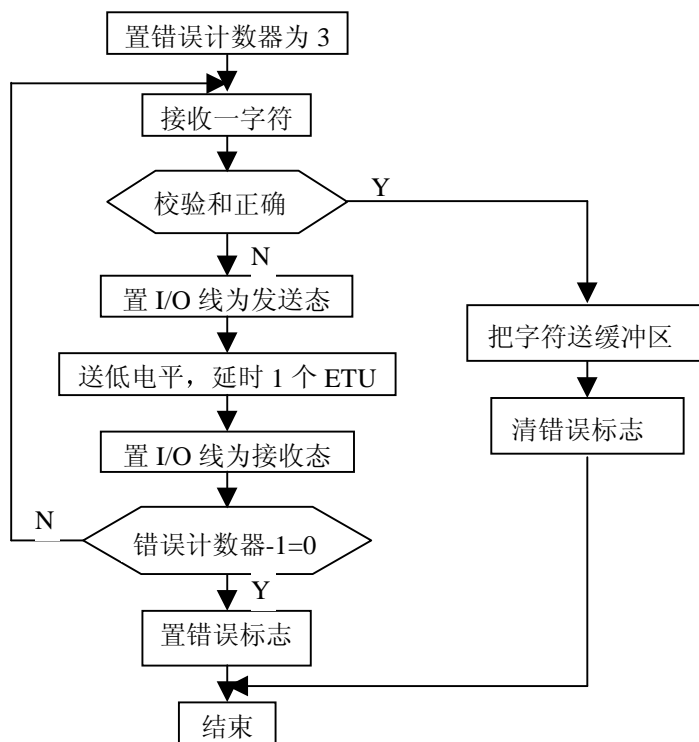 置错误计数器为 3
接收一字符
校验和正确
Y
N
置 I/O 线为发送态
送低电平，延时 1 个 ETU
置 I/O 线为接收态
N
错误计数器-1=0
Y
置错误标志
把字符送缓冲区
清错误标志
结束